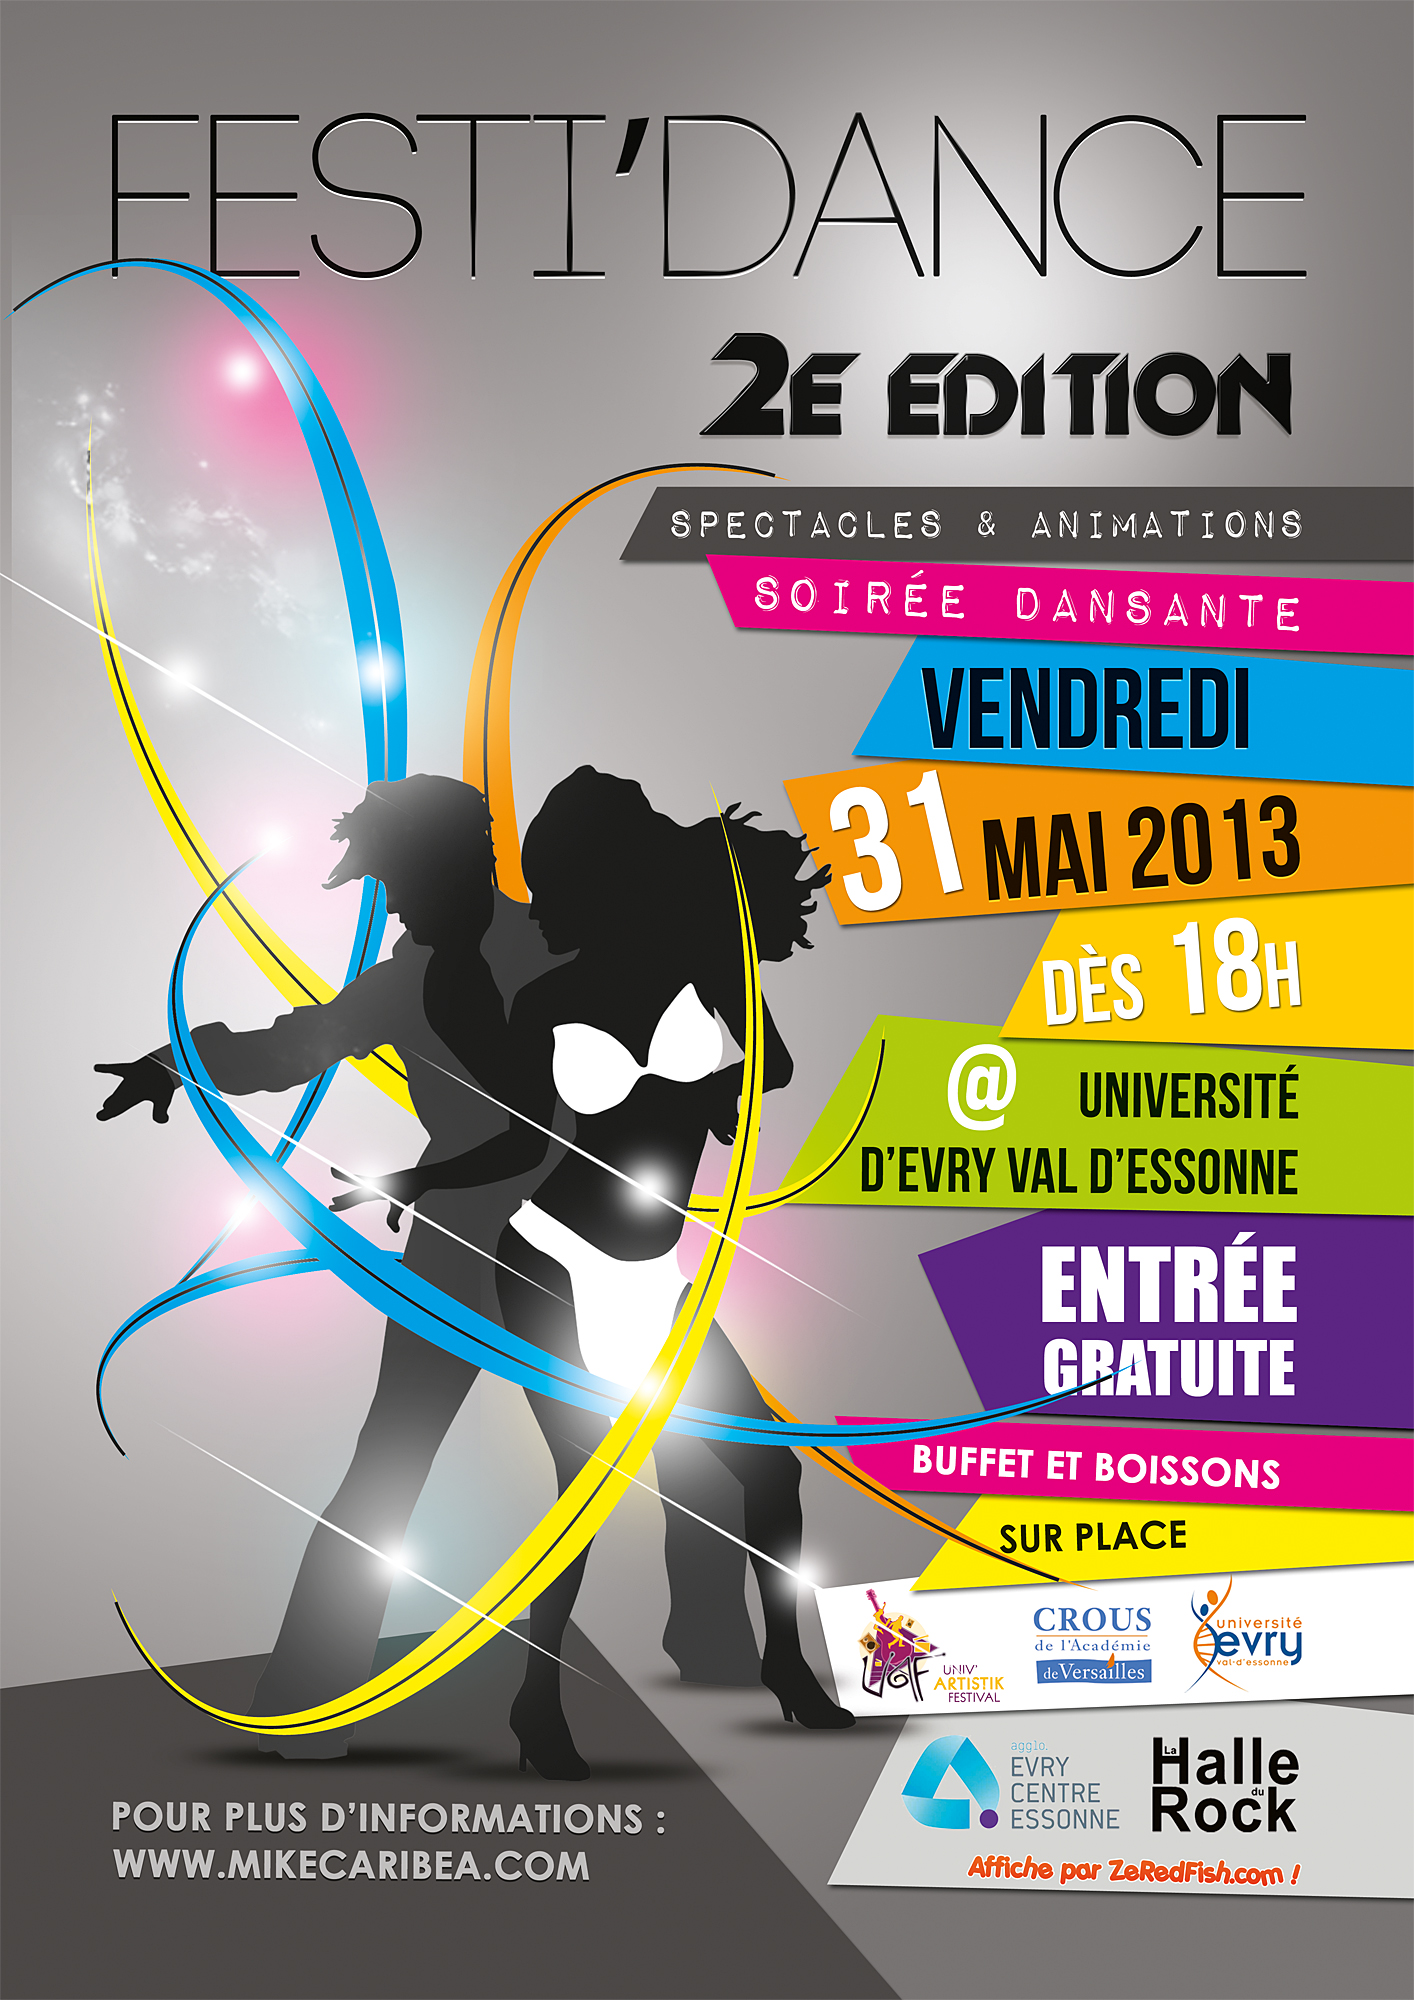 FESTI'DANCE
2E EDITION
SPECTACLES & ANIMATIONS
SOIRÉE DANSANTE
VENDREDI
31 MAI 2013
DÈS 18H
@ UNIVERSITÉ
D'EVRY VAL D'ESSONNE
ENTRÉE
GRATUITE
BUFFET ET BOISSONS
SUR PLACE
UAF
UNIV'
ARTISTIK
FESTIVAL
CROUS
de l'Académie
de Versailles
université
evry
val-d'essonne
agglo.
EVRY
CENTRE
ESSONNE
La Halle
du
Rock
Affiche par ZeRedFish.com !
POUR PLUS D'INFORMATIONS :
WWW.MIKECARIBEA.COM